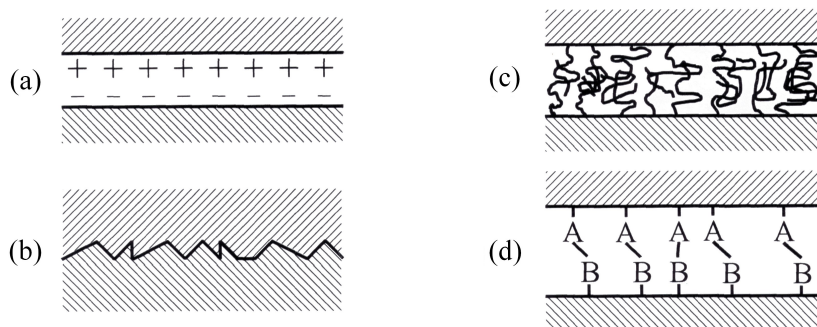 (a)
+ + + + + + + +
− − − − − − − −
(b)
(c)
(d)
A A A A A
B B B B B